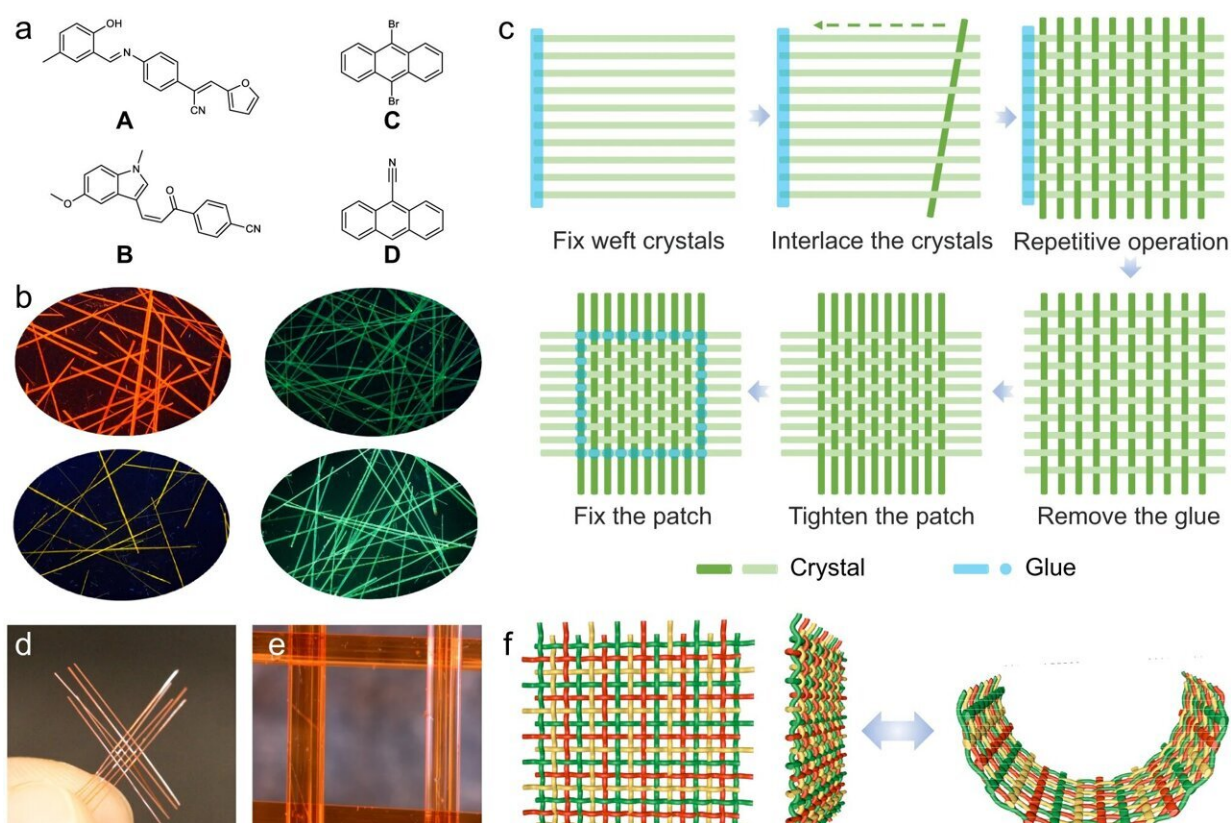 a
OH
N
CN
O
A
Br
Br
C
N
O
O
CN
B
N
D
b
c
Fix weft crystals
Interlace the crystals
Repetitive operation
Fix the patch
Tighten the patch
Remove the glue
Crystal
Glue
d
e
f